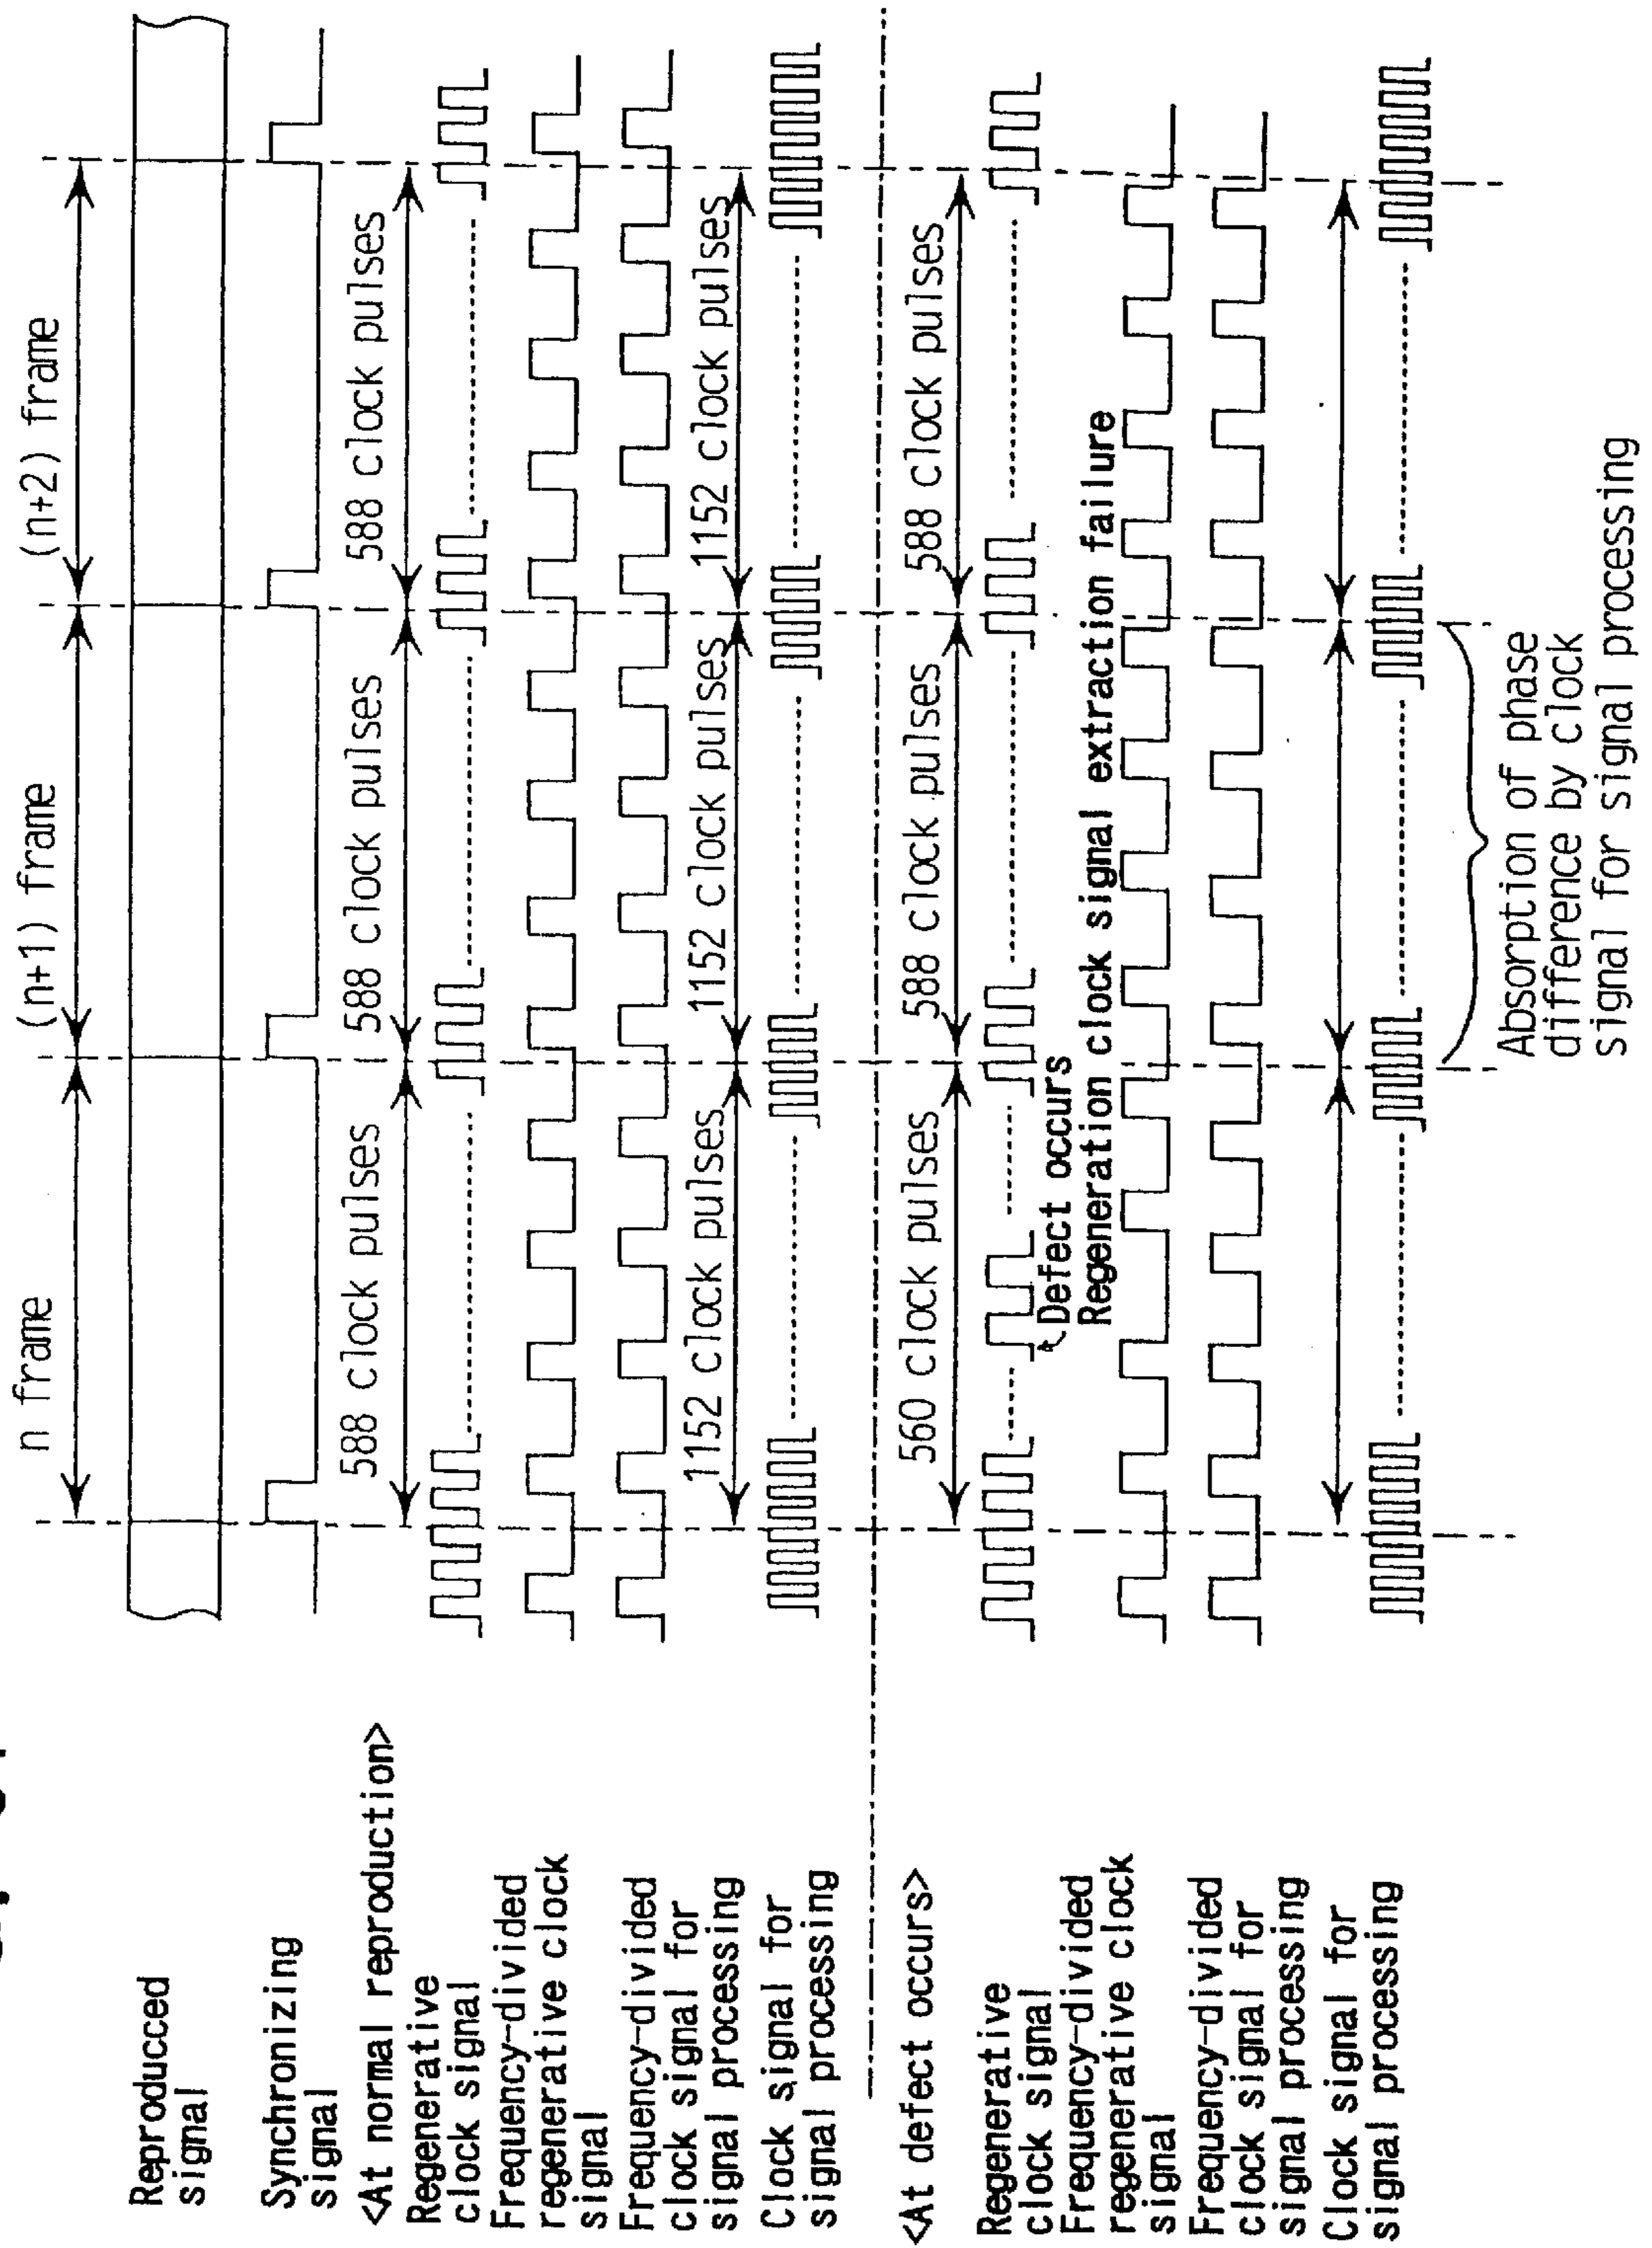 n frame
(n+1) frame
(n+2) frame
Reproducced
signal
Synchronizing
signal
<At normal reproduction>
588 clock pulses
588 clock pulses
588 clock pulses
Regenerative
clock signal
Frequency-divided
regenerative clock
signal
Frequency-divided
clock signal for
signal processing
1152 clock pulses
1152 clock pulses
1152 clock pulses
Clock signal for
signal processing
<At defect occurs>
560 clock pulses
588 clock pulses
588 clock pulses
Regenerative
clock signal
Defect occurs
Regeneration clock signal extraction failure
Frequency-divided
regenerative clock
signal
Frequency-divided
clock signal for
signal processing
Clock signal for
signal processing
Absorption of phase
difference by clock
signal for signal processing